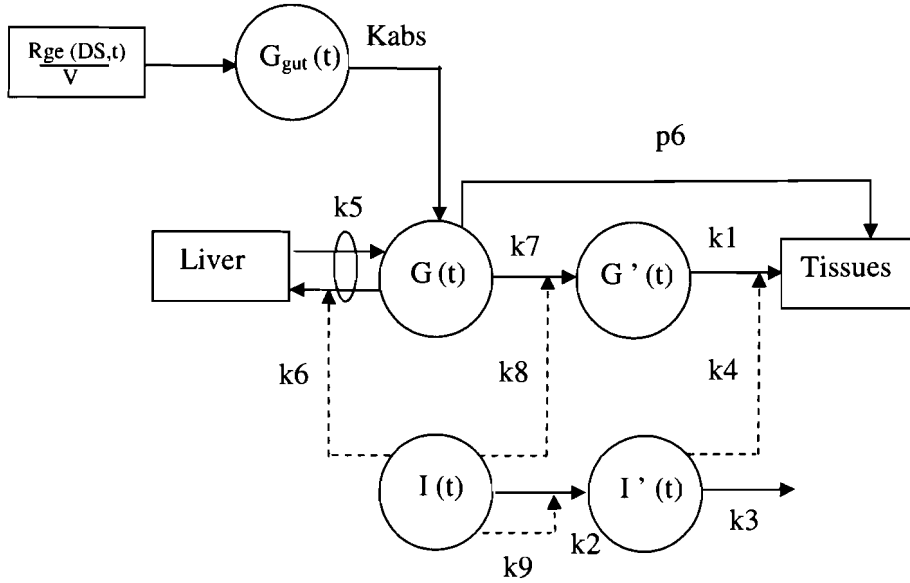 Rge (DS,t)
V
Ggut (t)
Kabs
p6
k5
Liver
G (t)
k7
G ’ (t)
k1
Tissues
k6
k8
k4
I (t)
I ’ (t)
k9
k2
k3